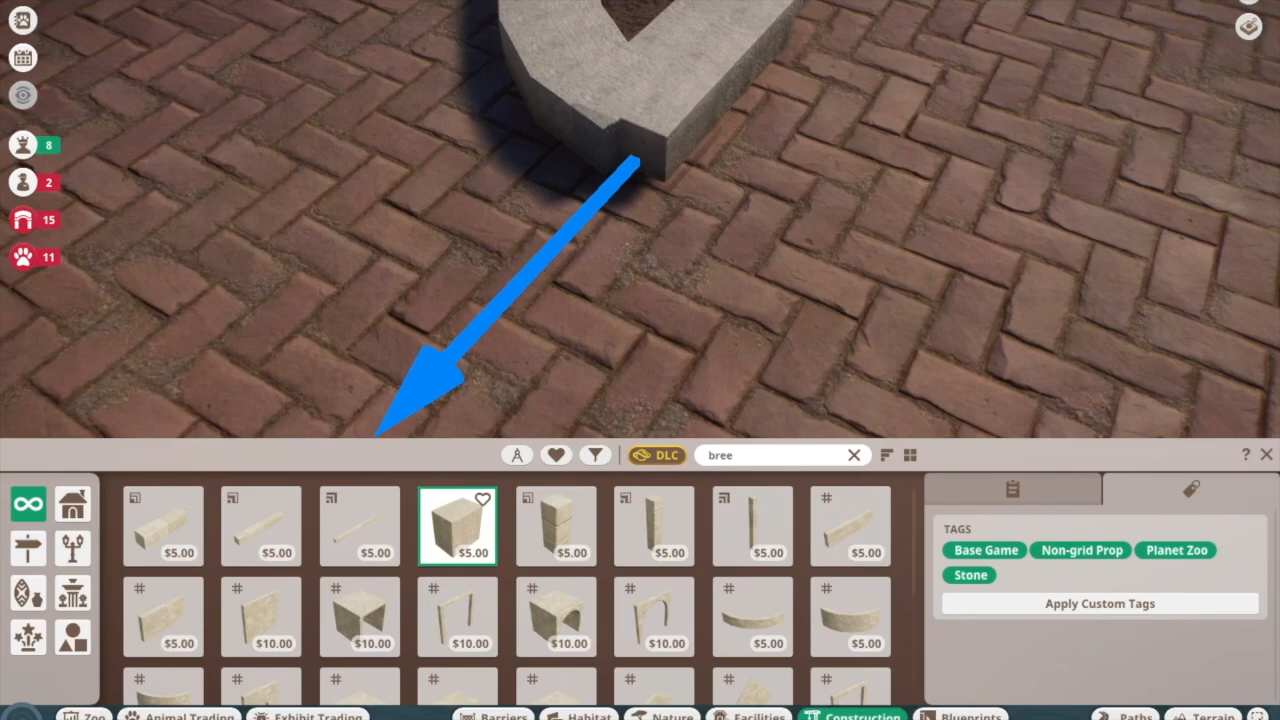 8
2
15
11
DLC
bree
?
$5.00 $5.00 $5.00 $5.00 $5.00 $5.00 $5.00 $5.00
$5.00 $10.00 $10.00 $10.00 $10.00 $10.00 $5.00 $5.00
TAGS
Base Game Non-grid Prop Planet Zoo
Stone
Apply Custom Tags
Zoo Animal Trading Exhibit Trading Barriers Habitat Nature Facilities Construction Blueprints Paths Terrain